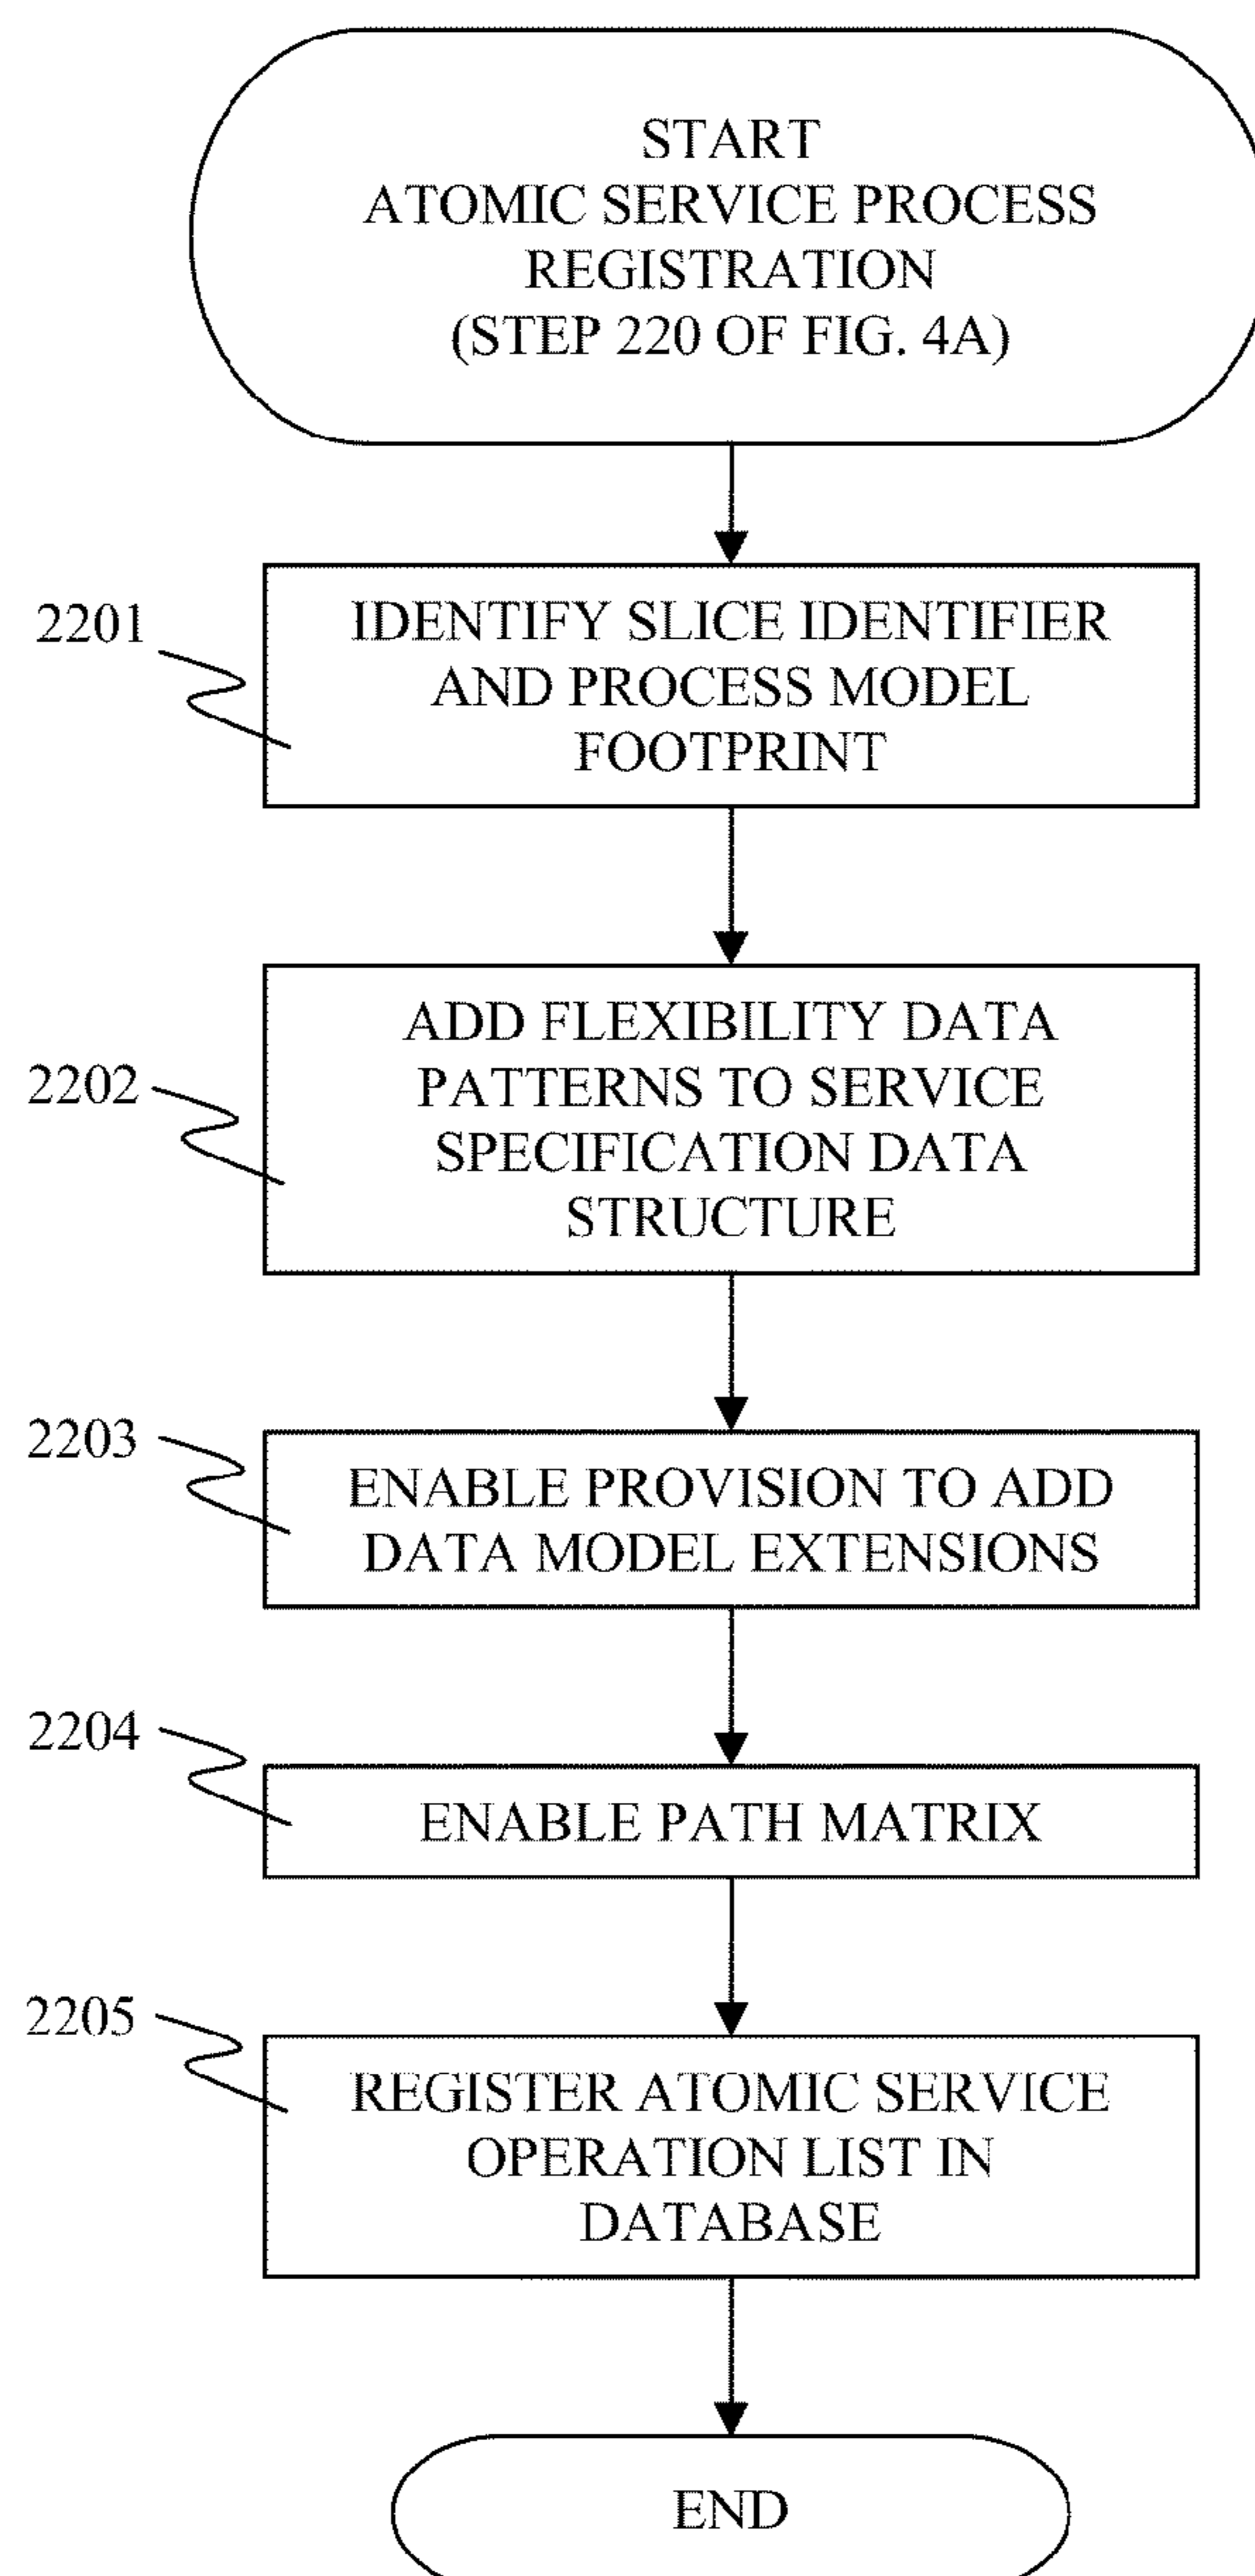 START
ATOMIC SERVICE PROCESS
REGISTRATION
(STEP 220 OF FIG. 4A)
2201
IDENTIFY SLICE IDENTIFIER
AND PROCESS MODEL
FOOTPRINT
2202
ADD FLEXIBILITY DATA
PATTERNS TO SERVICE
SPECIFICATION DATA
STRUCTURE
2203
ENABLE PROVISION TO ADD
DATA MODEL EXTENSIONS
2204
ENABLE PATH MATRIX
2205
REGISTER ATOMIC SERVICE
OPERATION LIST IN
DATABASE
END